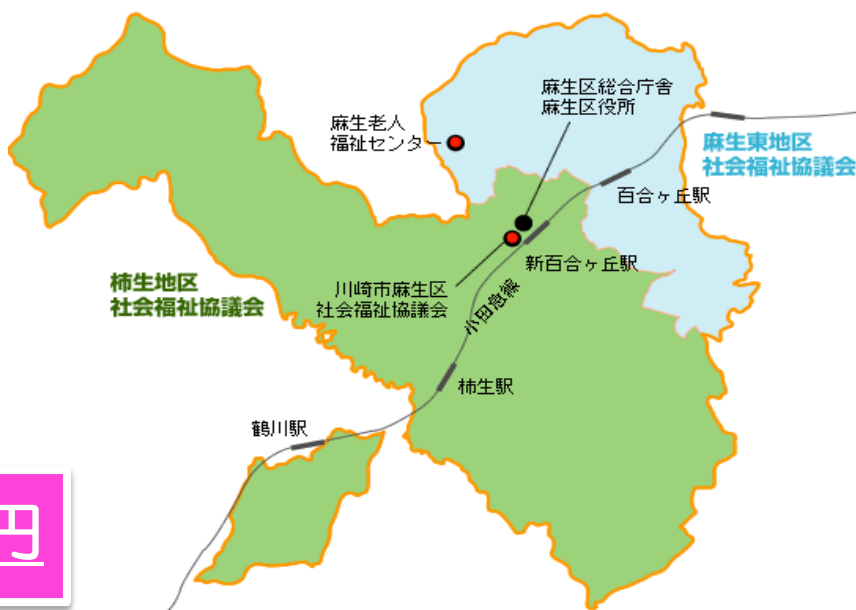 麻生区総合庁舎
麻生区役所
麻生老人
福祉センター
麻生東地区
社会福祉協議会
百合ヶ丘駅
新百合ヶ丘駅
柿生地区
社会福祉協議会
川崎市麻生区
社会福祉協議会
小田急線
柿生駅
鶴川駅
円